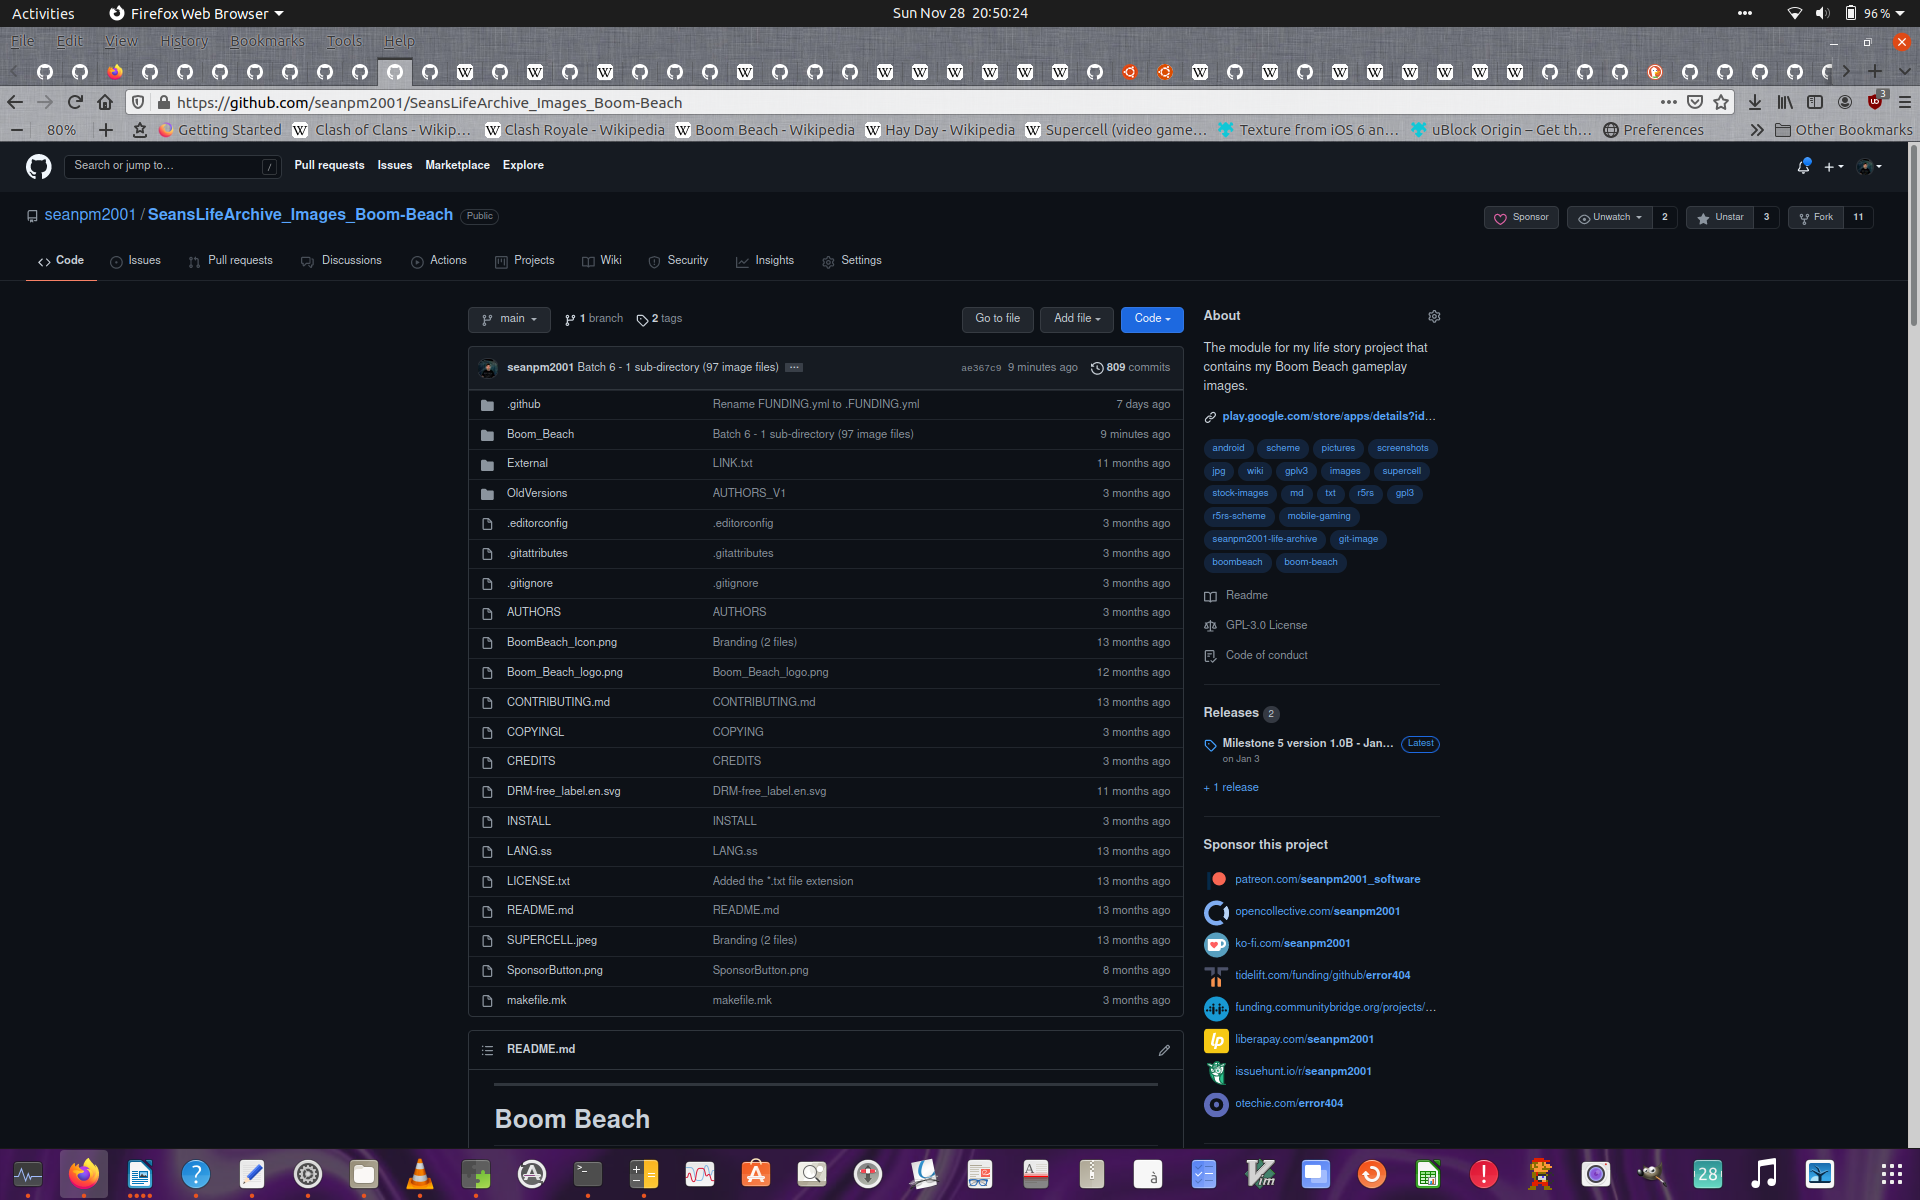 Activities
Firefox Web Browser
Sun Nov 28 20:50:24
96 %
File Edit View History Bookmarks Tools Help
https://github.com/seanpm2001/SeansLifeArchive_Images_Boom-Beach
3
80%
Getting Started
Clash of Clans - Wikip…
Clash Royale - Wikipedia
Boom Beach - Wikipedia
Hay Day - Wikipedia
Supercell (video game…
Texture from iOS 6 an…
uBlock Origin – Get th…
Preferences
Other Bookmarks
Search or jump to…
/
Pull requests Issues Marketplace Explore
seanpm2001 / SeansLifeArchive_Images_Boom-Beach Public
Sponsor
Unwatch 2
Unstar 3
Fork 11
Code
Issues
Pull requests
Discussions
Actions
Projects
Wiki
Security
Insights
Settings
main
1 branch
2 tags
Go to file
Add file
Code
seanpm2001 Batch 6 - 1 sub-directory (97 image files) ae367c9 9 minutes ago 809 commits
.github Rename FUNDING.yml to .FUNDING.yml 7 days ago
Boom_Beach Batch 6 - 1 sub-directory (97 image files) 9 minutes ago
External LINK.txt 11 months ago
OldVersions AUTHORS_V1 3 months ago
.editorconfig .editorconfig 3 months ago
.gitattributes .gitattributes 3 months ago
.gitignore .gitignore 3 months ago
AUTHORS AUTHORS 3 months ago
BoomBeach_Icon.png Branding (2 files) 13 months ago
Boom_Beach_logo.png Boom_Beach_logo.png 12 months ago
CONTRIBUTING.md CONTRIBUTING.md 13 months ago
COPYINGL COPYING 3 months ago
CREDITS CREDITS 3 months ago
DRM-free_label.en.svg DRM-free_label.en.svg 11 months ago
INSTALL INSTALL 3 months ago
LANG.ss LANG.ss 13 months ago
LICENSE.txt Added the *.txt file extension 13 months ago
README.md README.md 13 months ago
SUPERCELL.jpeg Branding (2 files) 13 months ago
SponsorButton.png SponsorButton.png 8 months ago
makefile.mk makefile.mk 3 months ago
README.md
Boom Beach
About
The module for my life story project that
contains my Boom Beach gameplay
images.
play.google.com/store/apps/details?id…
android scheme pictures screenshots
jpg wiki gplv3 images supercell
stock-images md txt r5rs gpl3
r5rs-scheme mobile-gaming
seanpm2001-life-archive git-image
boombeach boom-beach
Readme
GPL-3.0 License
Code of conduct
Releases 2
Milestone 5 version 1.0B - Jan… Latest
on Jan 3
+ 1 release
Sponsor this project
patreon.com/seanpm2001_software
opencollective.com/seanpm2001
ko-fi.com/seanpm2001
tidelift.com/funding/github/error404
funding.communitybridge.org/projects/…
liberapay.com/seanpm2001
issuehunt.io/r/seanpm2001
otechie.com/error404
28